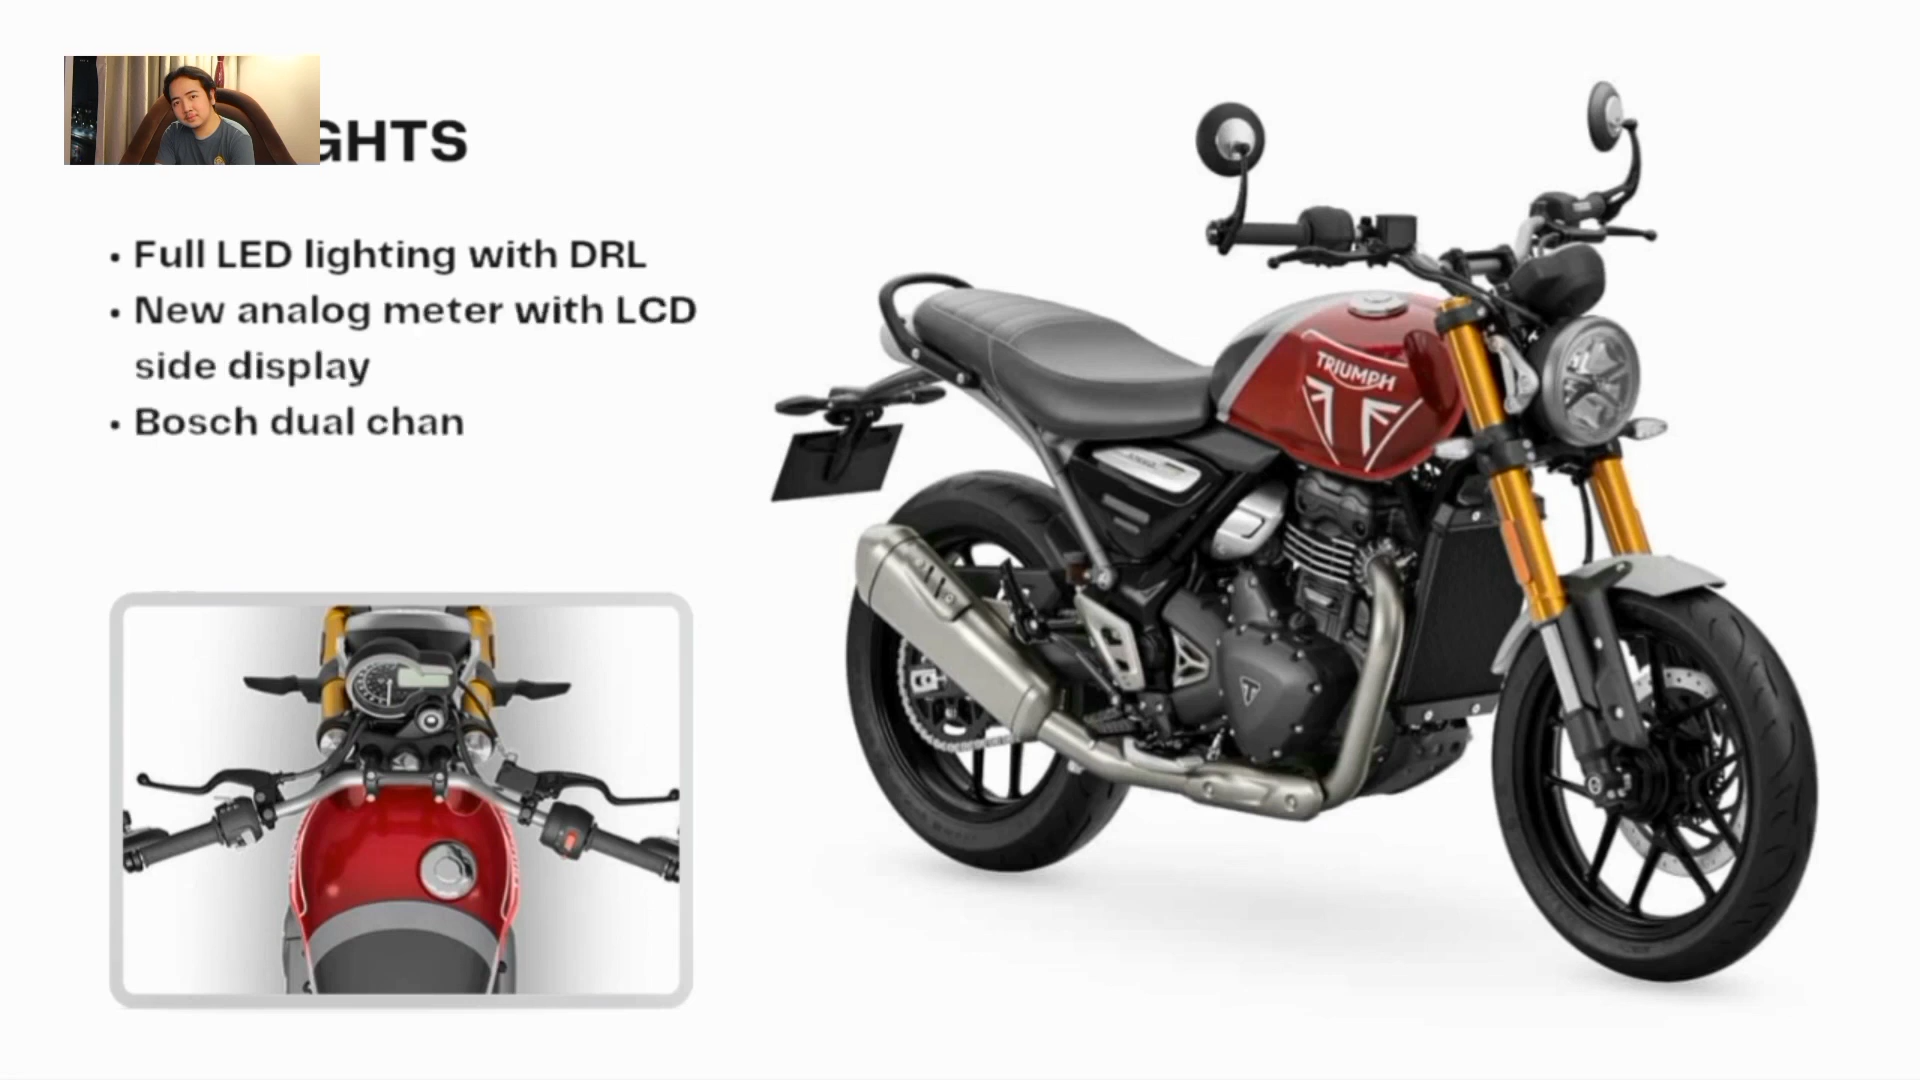 GHTS
• Full LED lighting with DRL
• New analog meter with LCD
side display
• Bosch dual chan
TRIUMPH
T